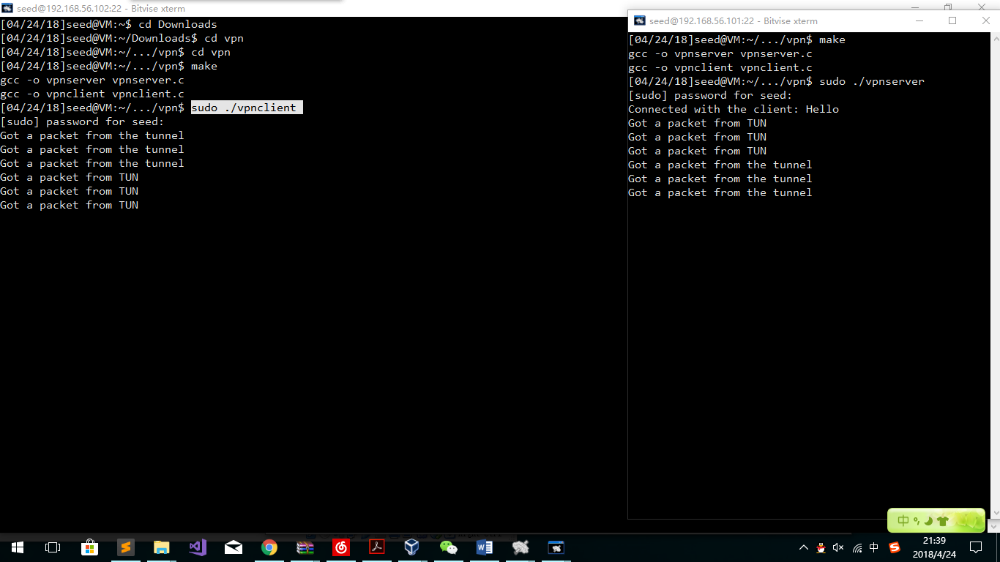 seed@192.168.56.102:22 - Bitvise xterm
[04/24/18]seed@VM:~$ cd Downloads
[04/24/18]seed@VM:~/Downloads$ cd vpn
[04/24/18]seed@VM:~/.../vpn$ cd vpn
[04/24/18]seed@VM:~/.../vpn$ make
gcc -o vpnserver vpnserver.c
gcc -o vpnclient vpnclient.c
[04/24/18]seed@VM:~/.../vpn$ sudo ./vpnclient
[sudo] password for seed:
Got a packet from the tunnel
Got a packet from the tunnel
Got a packet from the tunnel
Got a packet from TUN
Got a packet from TUN
Got a packet from TUN
seed@192.168.56.101:22 - Bitvise xterm
[04/24/18]seed@VM:~/.../vpn$ make
gcc -o vpnserver vpnserver.c
gcc -o vpnclient vpnclient.c
[04/24/18]seed@VM:~/.../vpn$ sudo ./vpnserver
[sudo] password for seed:
Connected with the client: Hello
Got a packet from TUN
Got a packet from TUN
Got a packet from TUN
Got a packet from the tunnel
Got a packet from the tunnel
Got a packet from the tunnel
中
中
21:39
2018/4/24